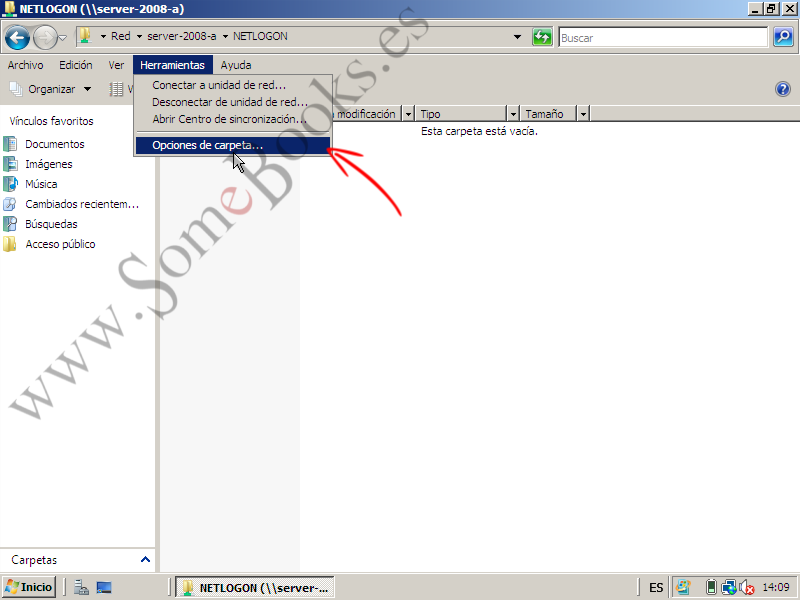 NETLOGON (\\server-2008-a)
Red server-2008-a NETLOGON
Buscar
Archivo Edición Ver Herramientas Ayuda
Organizar V
Conectar a unidad de red...
Desconectar de unidad de red...
Abrir Centro de sincronización...
Opciones de carpeta...
modificación Tipo Tamaño
Esta carpeta está vacía.
Vínculos favoritos
Documentos
Imágenes
Música
Cambiados recientem...
Búsquedas
Acceso público
www.SomeBooks.es
Carpetas
Inicio
NETLOGON (\\server-...
ES
14:09